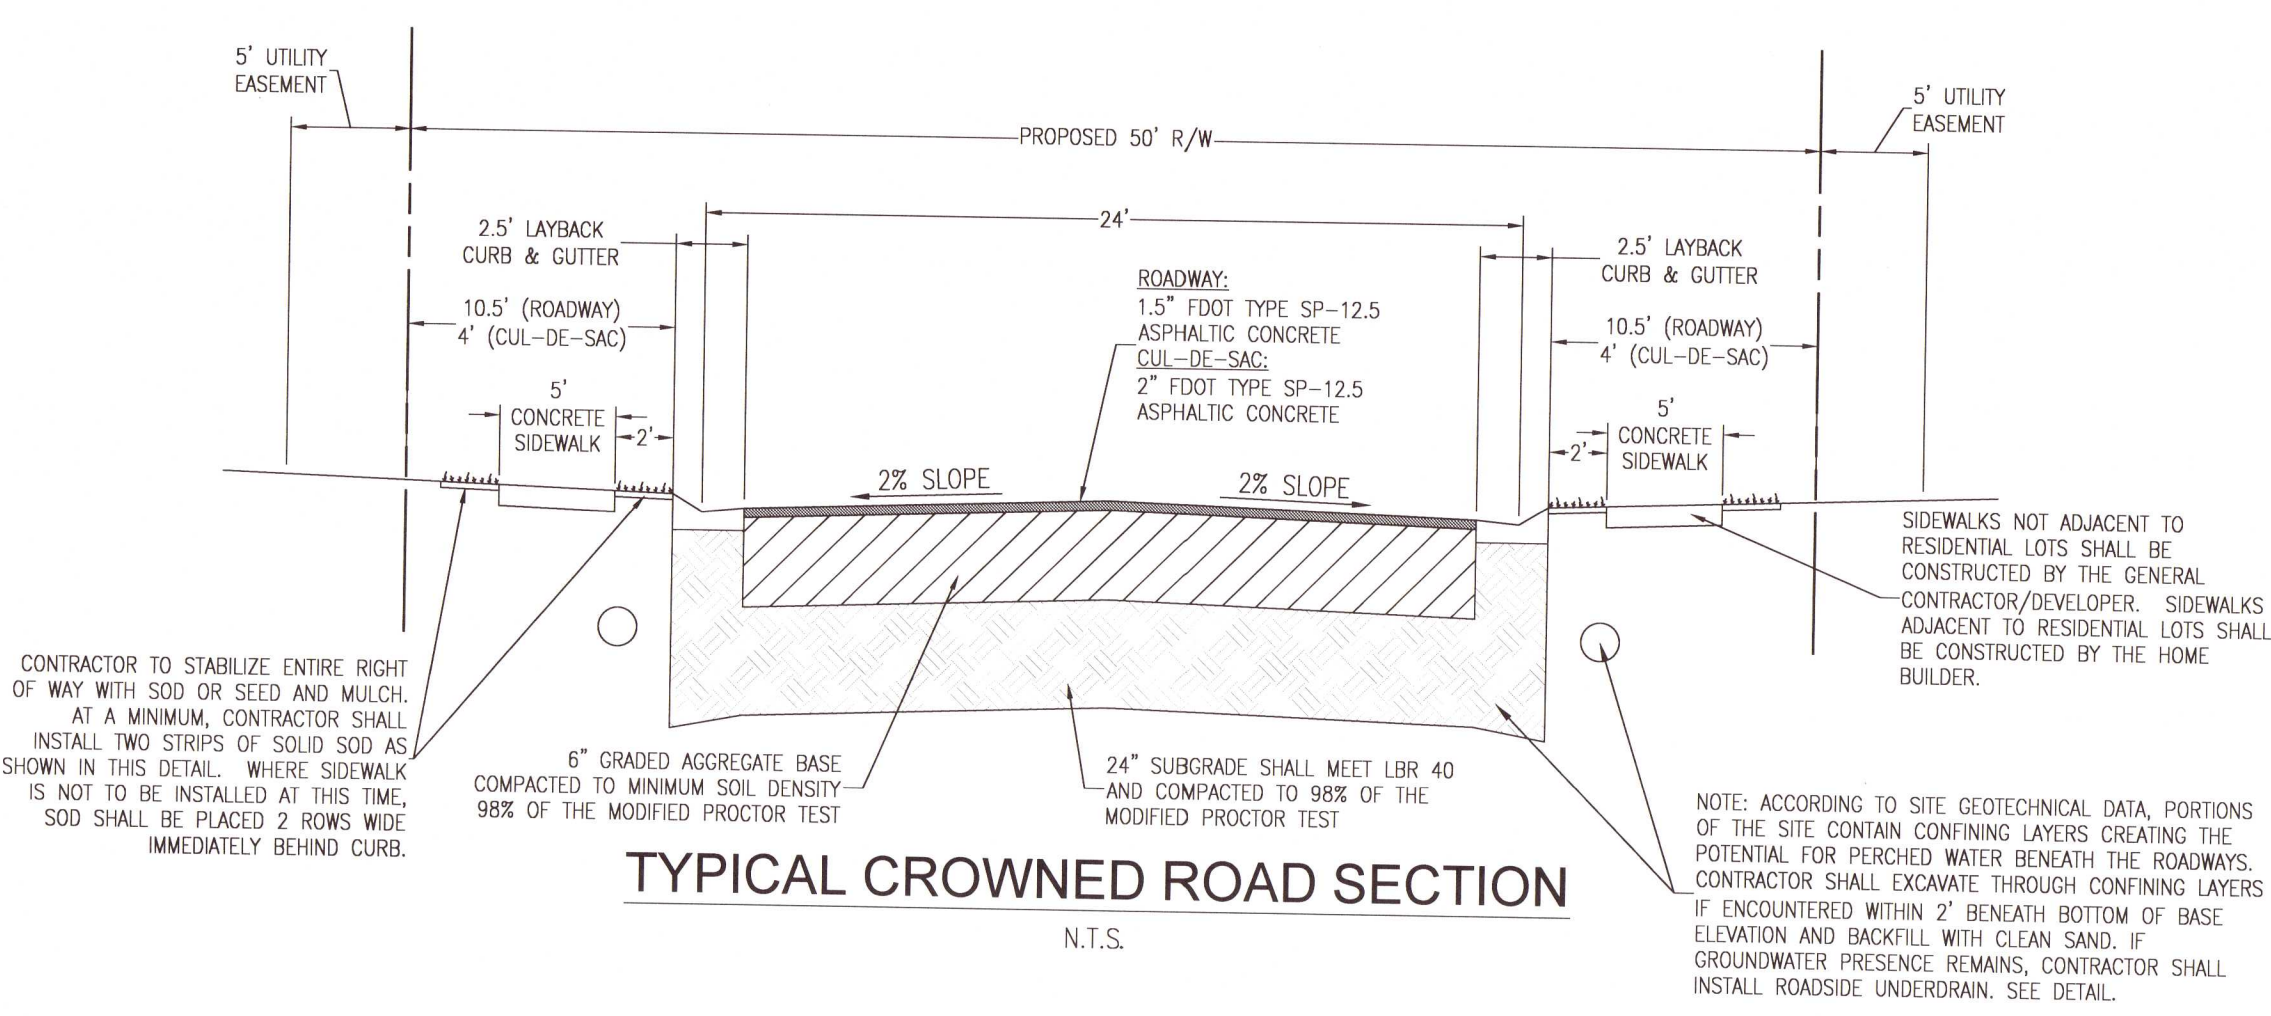 5' UTILITY
EASEMENT
5' UTILITY
EASEMENT
PROPOSED 50' R/W
24'
2.5' LAYBACK
CURB & GUTTER
2.5' LAYBACK
CURB & GUTTER
10.5' (ROADWAY)
4' (CUL-DE-SAC)
10.5' (ROADWAY)
4' (CUL-DE-SAC)
ROADWAY:
1.5" FDOT TYPE SP-12.5
ASPHALTIC CONCRETE
CUL-DE-SAC:
2" FDOT TYPE SP-12.5
ASPHALTIC CONCRETE
5'
CONCRETE
SIDEWALK
2'
5'
CONCRETE
SIDEWALK
2'
2% SLOPE
2% SLOPE
SIDEWALKS NOT ADJACENT TO
RESIDENTIAL LOTS SHALL BE
CONSTRUCTED BY THE GENERAL
CONTRACTOR/DEVELOPER. SIDEWALKS
ADJACENT TO RESIDENTIAL LOTS SHALL
BE CONSTRUCTED BY THE HOME
BUILDER.
CONTRACTOR TO STABILIZE ENTIRE RIGHT
OF WAY WITH SOD OR SEED AND MULCH.
AT A MINIMUM, CONTRACTOR SHALL
INSTALL TWO STRIPS OF SOLID SOD AS
SHOWN IN THIS DETAIL. WHERE SIDEWALK
IS NOT TO BE INSTALLED AT THIS TIME,
SOD SHALL BE PLACED 2 ROWS WIDE
IMMEDIATELY BEHIND CURB.
6" GRADED AGGREGATE BASE
COMPACTED TO MINIMUM SOIL DENSITY
98% OF THE MODIFIED PROCTOR TEST
24" SUBGRADE SHALL MEET LBR 40
AND COMPACTED TO 98% OF THE
MODIFIED PROCTOR TEST
NOTE: ACCORDING TO SITE GEOTECHNICAL DATA, PORTIONS
OF THE SITE CONTAIN CONFINING LAYERS CREATING THE
POTENTIAL FOR PERCHED WATER BENEATH THE ROADWAYS.
CONTRACTOR SHALL EXCAVATE THROUGH CONFINING LAYERS
IF ENCOUNTERED WITHIN 2' BENEATH BOTTOM OF BASE
ELEVATION AND BACKFILL WITH CLEAN SAND. IF
GROUNDWATER PRESENCE REMAINS, CONTRACTOR SHALL
INSTALL ROADSIDE UNDERDRAIN. SEE DETAIL.
TYPICAL CROWNED ROAD SECTION
N.T.S.